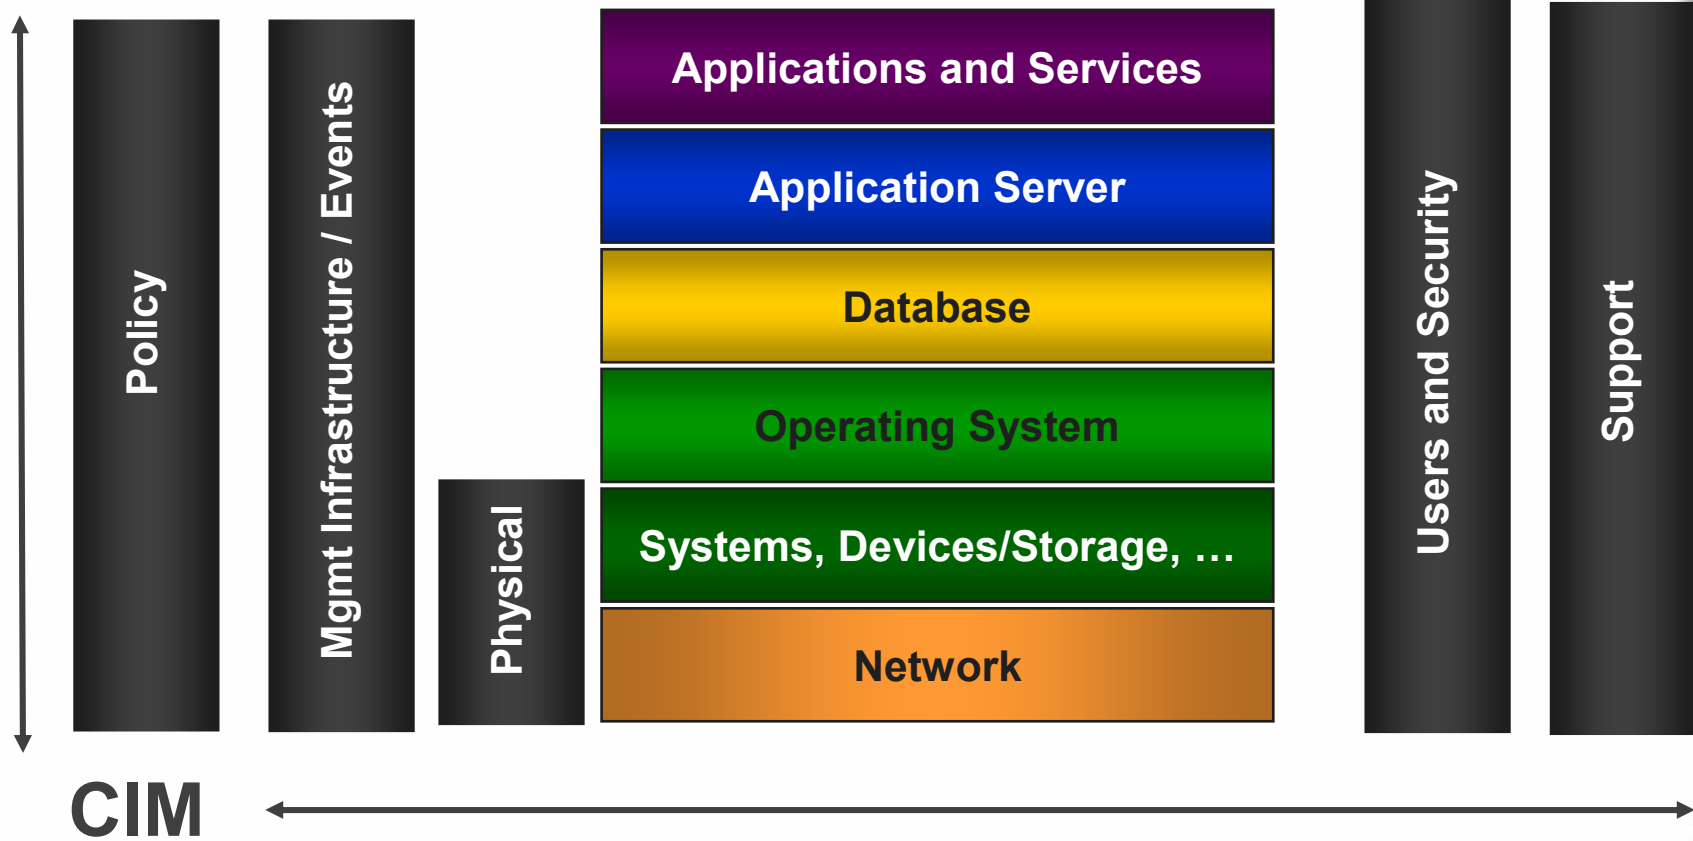 Policy
Mgmt Infrastructure / Events
Physical
Applications and Services
Application Server
Database
Operating System
Systems, Devices/Storage, …
Network
Users and Security
Support
CIM